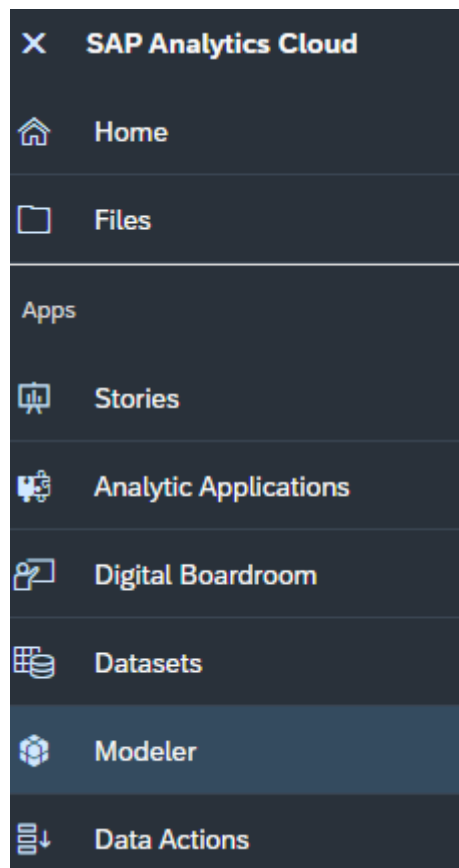 SAP Analytics Cloud
Home
Files
Apps
Stories
Analytic Applications
Digital Boardroom
Datasets
Modeler
Data Actions